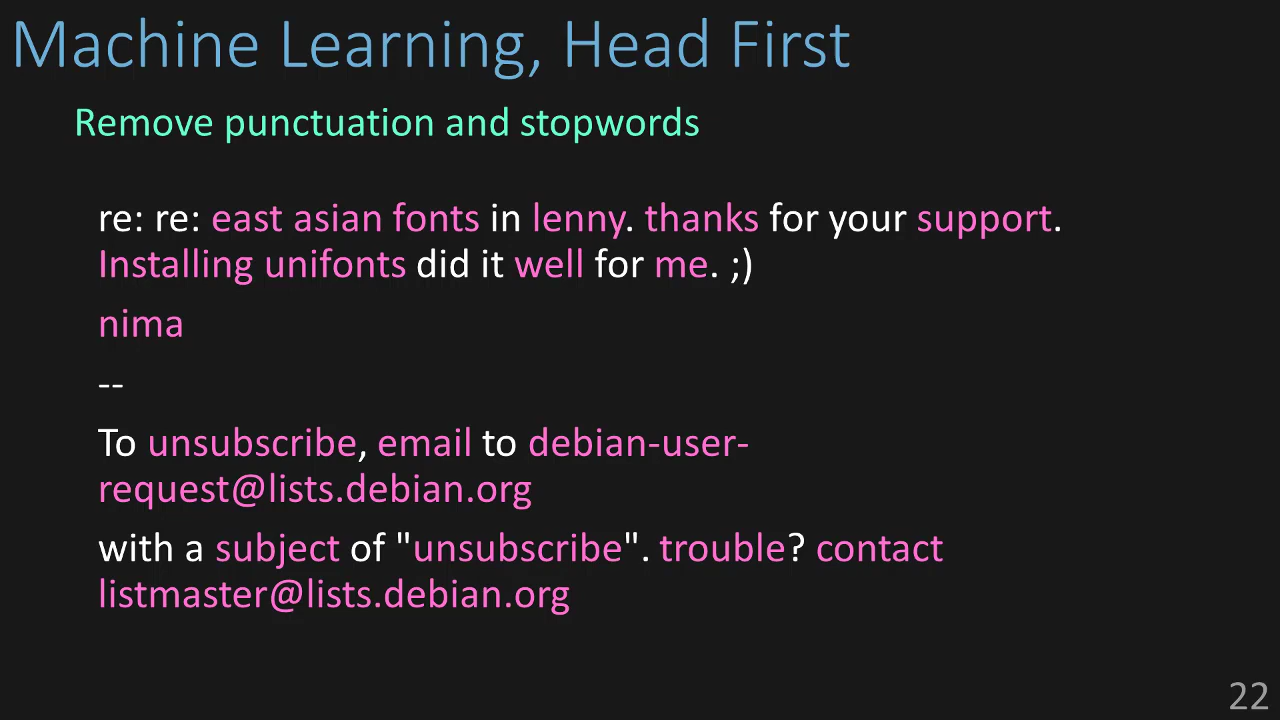 Machine Learning, Head First
Remove punctuation and stopwords
re: re: east asian fonts in lenny. thanks for your support.
Installing unifonts did it well for me. ;)
nima
--
To unsubscribe, email to debian-user-
request@lists.debian.org
with a subject of "unsubscribe". trouble? contact
listmaster@lists.debian.org
22